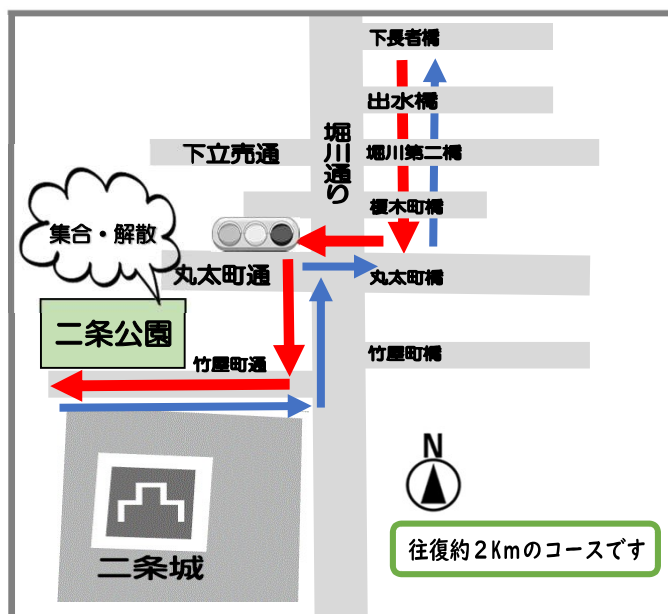 下長者橋
出水橋
堀川通り
下立売通
堀川第二橋
榎木町橋
集合・解散
丸太町通
丸太町橋
二条公園
竹屋町通
竹屋町橋
N
二条城
往復約2Kmのコースです